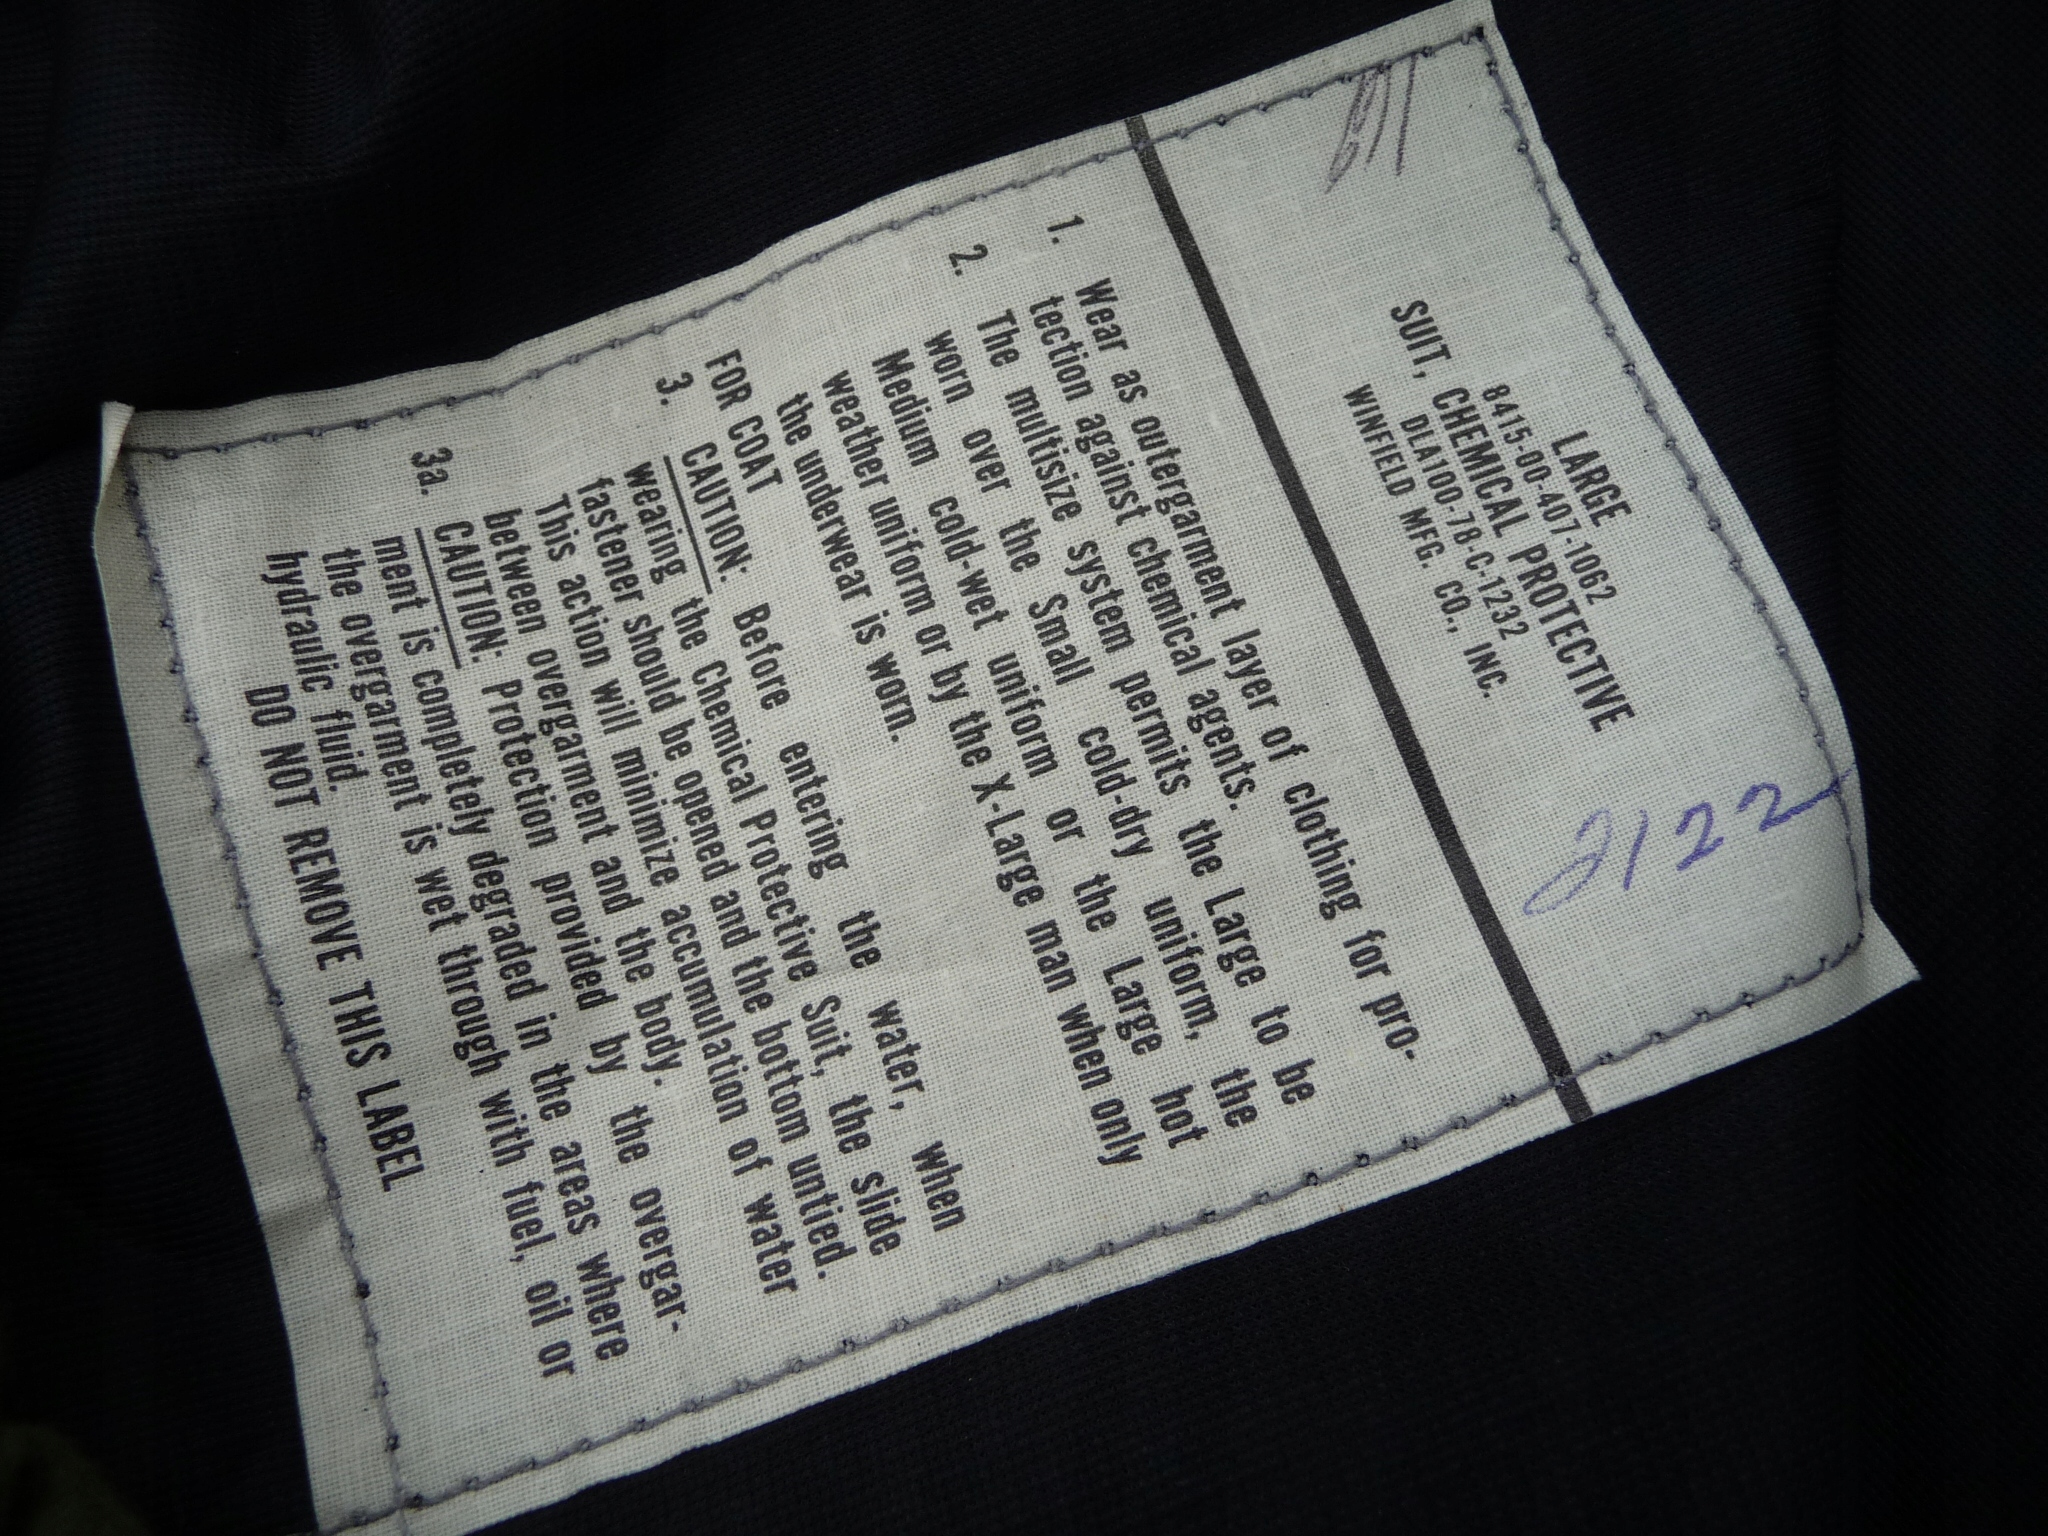 LARGE
8415-00-407-1062
SUIT, CHEMICAL PROTECTIVE
DLA100-78-C-1232
WINFIELD MFG. CO., INC.
2122
1. Wear as outergarment layer of clothing for pro-
tection against chemical agents.
2. The multisize system permits the Large to be
worn over the Small cold-dry uniform, the
Medium cold-wet uniform or the Large hot
weather uniform or by the X-Large man when only
the underwear is worn.
FOR COAT
3. CAUTION: Before entering the water, when
wearing the Chemical Protective Suit, the slide
fastener should be opened and the bottom untied.
This action will minimize accumulation of water
between overgarment and the body.
3a. CAUTION: Protection provided by the overgar-
ment is completely degraded in the areas where
the overgarment is wet through with fuel, oil or
hydraulic fluid.
DO NOT REMOVE THIS LABEL